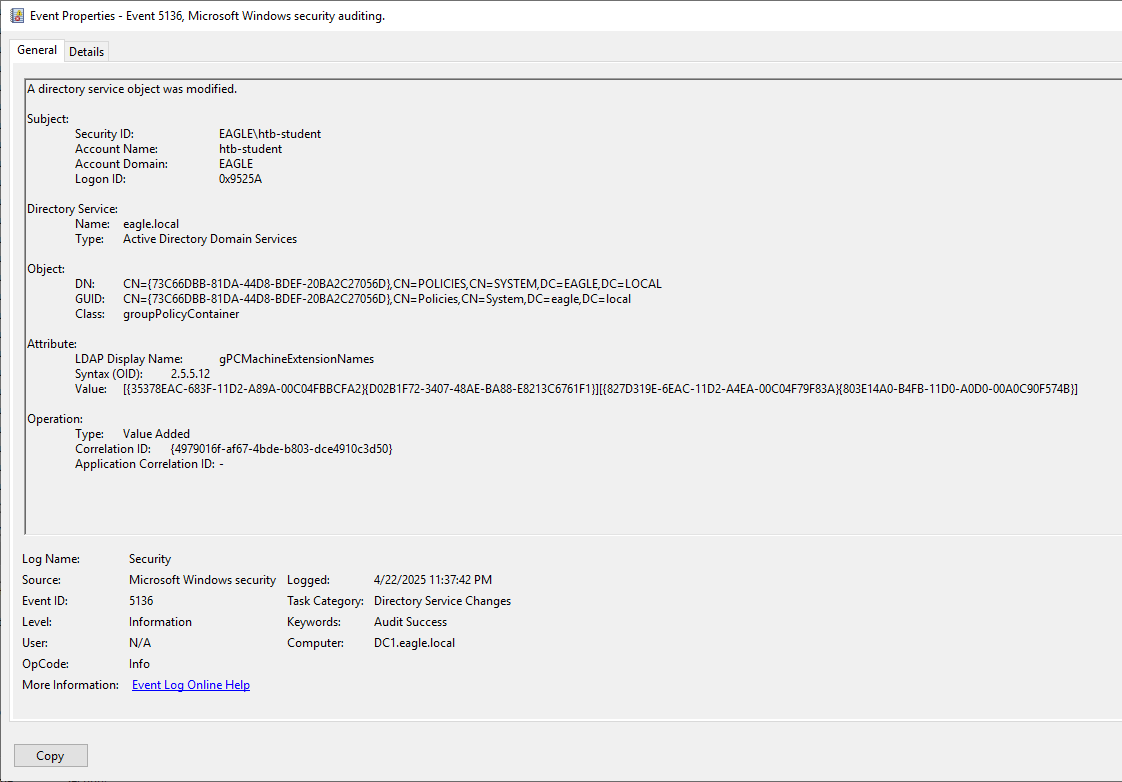 Event Properties - Event 5136, Microsoft Windows security auditing.
General Details
A directory service object was modified.
Subject:
Security ID: EAGLE\htb-student
Account Name: htb-student
Account Domain: EAGLE
Logon ID: 0x9525A
Directory Service:
Name: eagle.local
Type: Active Directory Domain Services
Object:
DN: CN={73C66DBB-81DA-44D8-BDEF-20BA2C27056D},CN=POLICIES,CN=SYSTEM,DC=EAGLE,DC=LOCAL
GUID: CN={73C66DBB-81DA-44D8-BDEF-20BA2C27056D},CN=Policies,CN=System,DC=eagle,DC=local
Class: groupPolicyContainer
Attribute:
LDAP Display Name: gPCMachineExtensionNames
Syntax (OID): 2.5.5.12
Value: [{35378EAC-683F-11D2-A89A-00C04FBBCFA2}{D02B1F72-3407-48AE-BA88-E8213C6761F1}][{827D319E-6EAC-11D2-A4EA-00C04F79F83A}{803E14A0-B4FB-11D0-A0D0-00A0C90F574B}]
Operation:
Type: Value Added
Correlation ID: {4979016f-af67-4bde-b803-dce4910c3d50}
Application Correlation ID: -
Log Name: Security
Source: Microsoft Windows security Logged: 4/22/2025 11:37:42 PM
Event ID: 5136 Task Category: Directory Service Changes
Level: Information Keywords: Audit Success
User: N/A Computer: DC1.eagle.local
OpCode: Info
More Information: Event Log Online Help
Copy